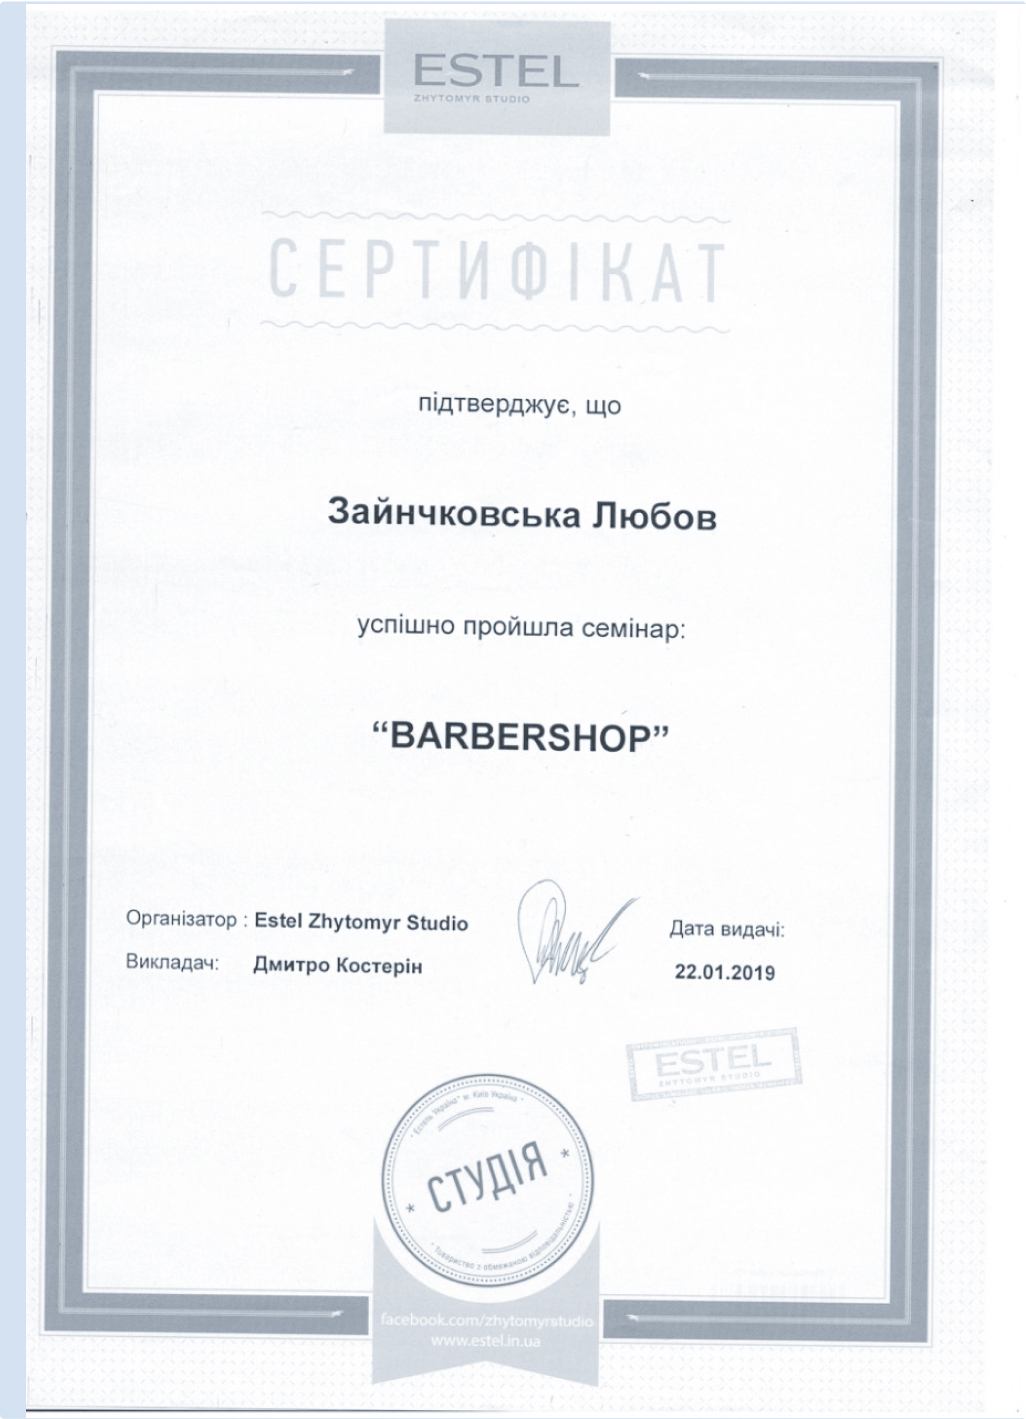 ESTEL
ZHYTOMYR STUDIO
СЕРТИФІКАТ
підтверджує, що
Зайнчковська Любов
успішно пройшла семінар:
“BARBERSHOP”
Організатор : Estel Zhytomyr Studio
Викладач: Дмитро Костерін
Дата видачі:
22.01.2019
ESTEL
ZHYTOMYR STUDIO
* Естель Україна" м. Київ Україна *
* СТУДІЯ *
* Товариство з обмежаною відповідальністью *
facebook.com/zhytomyrstudio
www.estel.in.ua